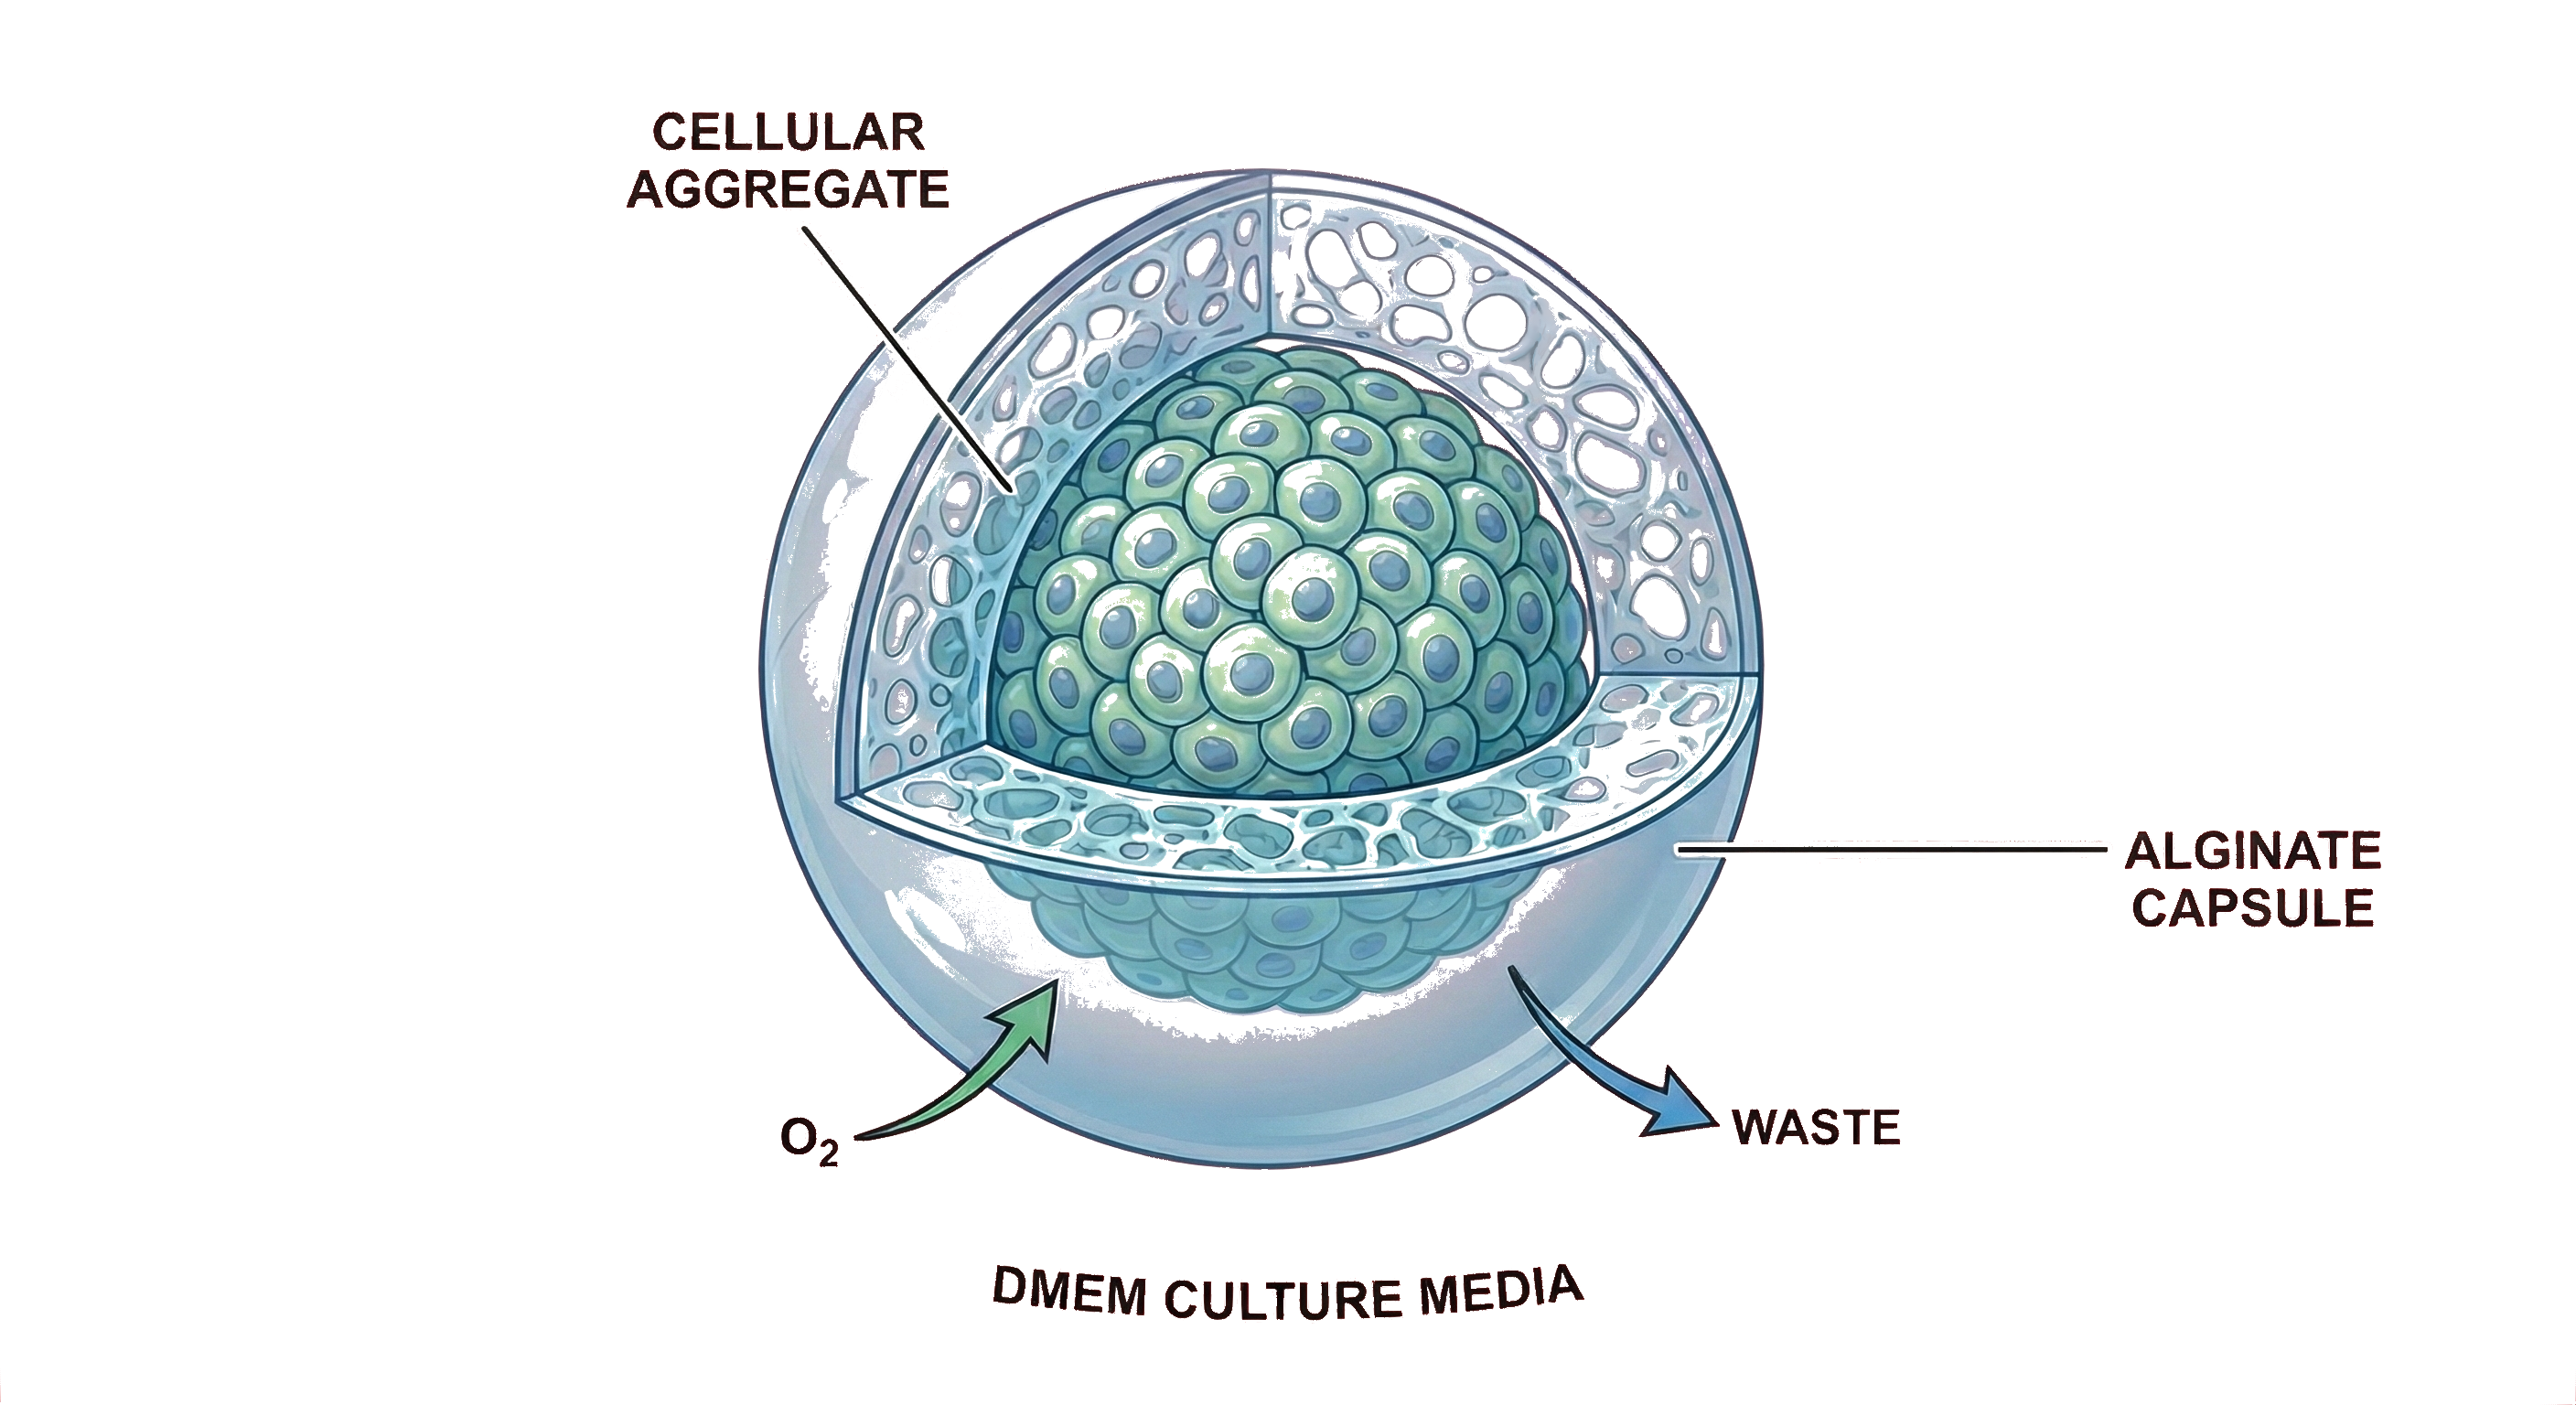 CELLULAR
AGGREGATE
ALGINATE
CAPSULE
O₂
WASTE
DMEM CULTURE MEDIA